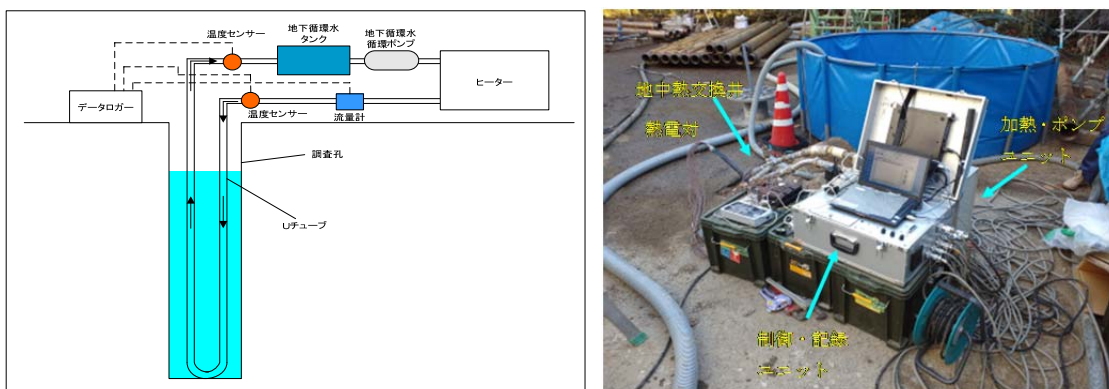 温度センサー
地下循環水
タンク
地下循環水
循環ポンプ
ヒーター
データロガー
温度センサー
流量計
調査孔
Uチューブ
地中熱交換井
熱電対
加熱・ポンプ
ユニット
制御・記録
ユニット